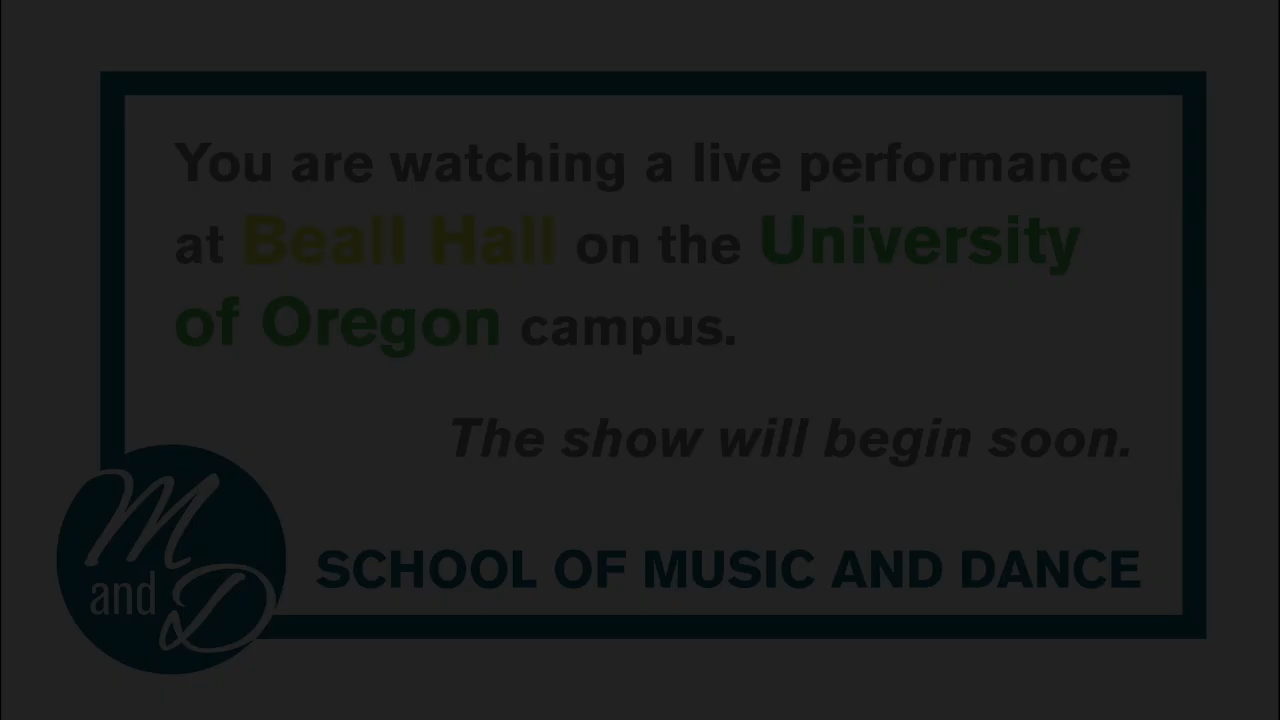 You are watching a live performance
at Beall Hall on the University
of Oregon campus.
The show will begin soon.
M
and
D
SCHOOL OF MUSIC AND DANCE